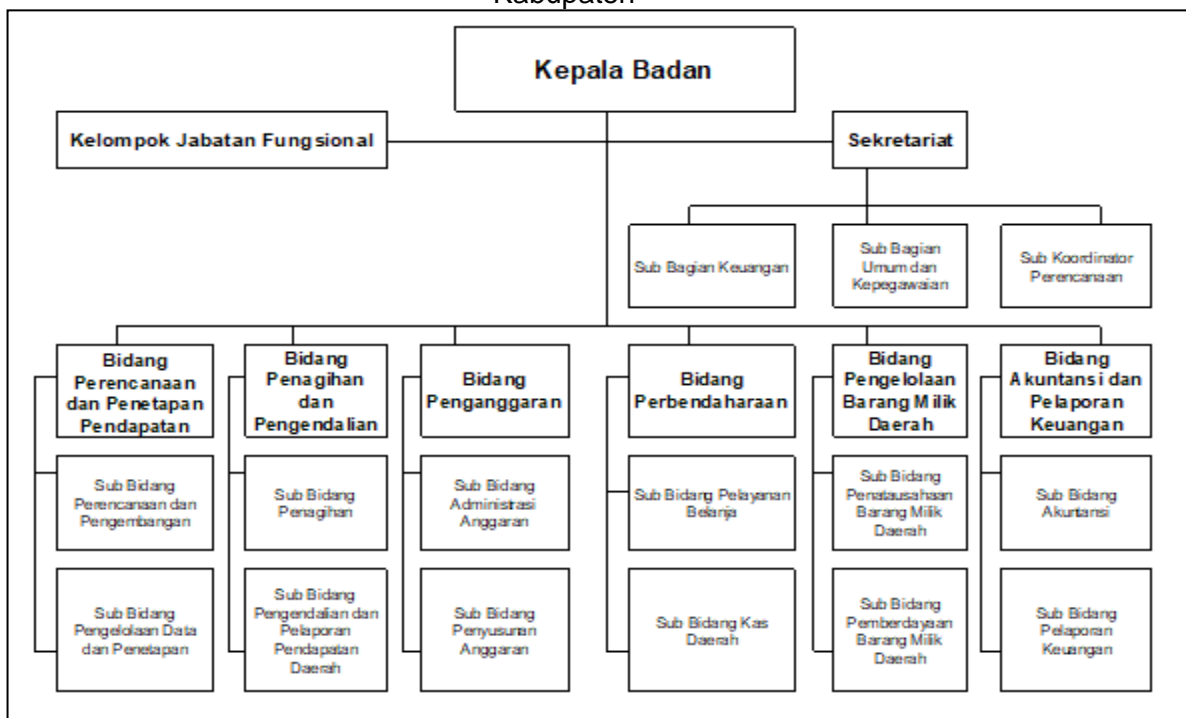 Kabupaten
Kepala Badan
Kelompok Jabatan Fungsional
Sekretariat
Sub Bagian Keuangan
Sub Bagian
Umum dan
Kepegawaian
Sub Koordinator
Perencanaan
Bidang
Perencanaan
dan Penetapan
Pendapatan
Bidang
Penagihan
dan
Pengendalian
Bidang
Penganggaran
Bidang
Perbendaharaan
Bidang
Pengelolaan
Barang Milik
Daerah
Bidang
Akuntansi dan
Pelaporan
Keuangan
Sub Bidang
Perencanaan dan
Pengembangan
Sub Bidang
Penagihan
Sub Bidang
Administrasi
Anggaran
Sub Bidang Pelayanan
Belanja
Sub Bidang
Penatausahaan
Barang Milik
Daerah
Sub Bidang
Akuntansi
Sub Bidang
Pengelolaan Data
dan Penetapan
Sub Bidang
Pengendalian dan
Pelaporan
Pendapatan
Daerah
Sub Bidang
Penyusunan
Anggaran
Sub Bidang Kas
Daerah
Sub Bidang
Pemberdayaan
Barang Milik
Daerah
Sub Bidang
Pelaporan
Keuangan